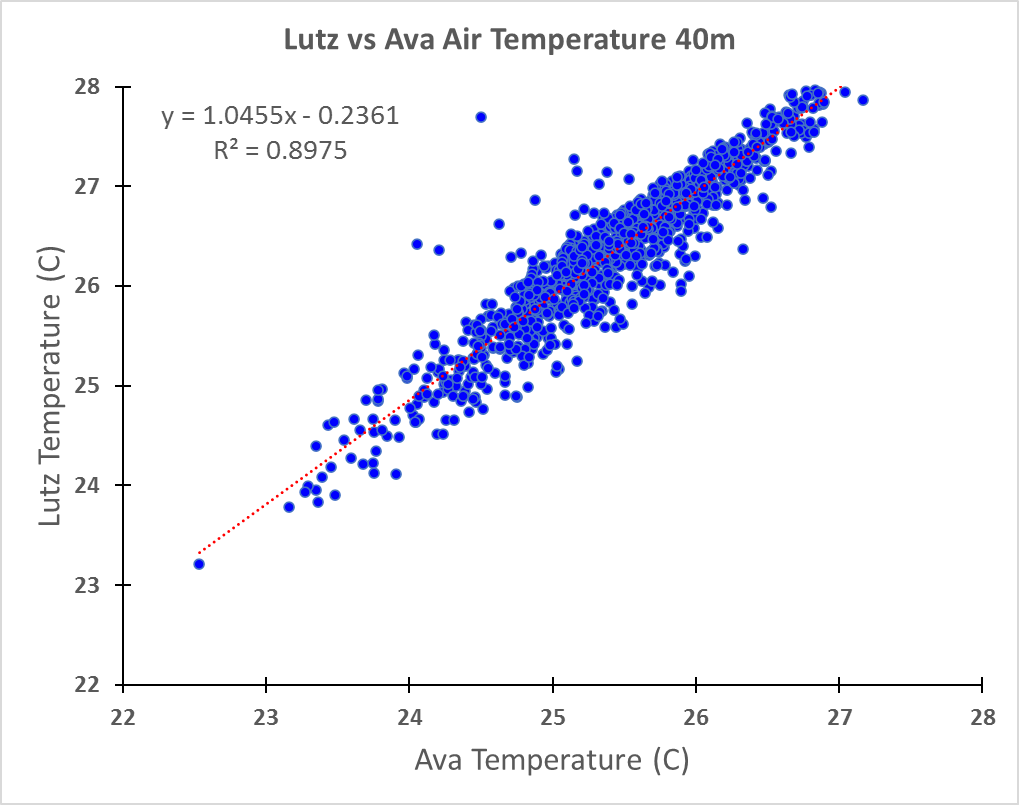 Lutz vs Ava Air Temperature 40m
y = 1.0455x - 0.2361
R² = 0.8975
28
27
26
25
24
23
22
Lutz Temperature (C)
22 23 24 25 26 27 28
Ava Temperature (C)